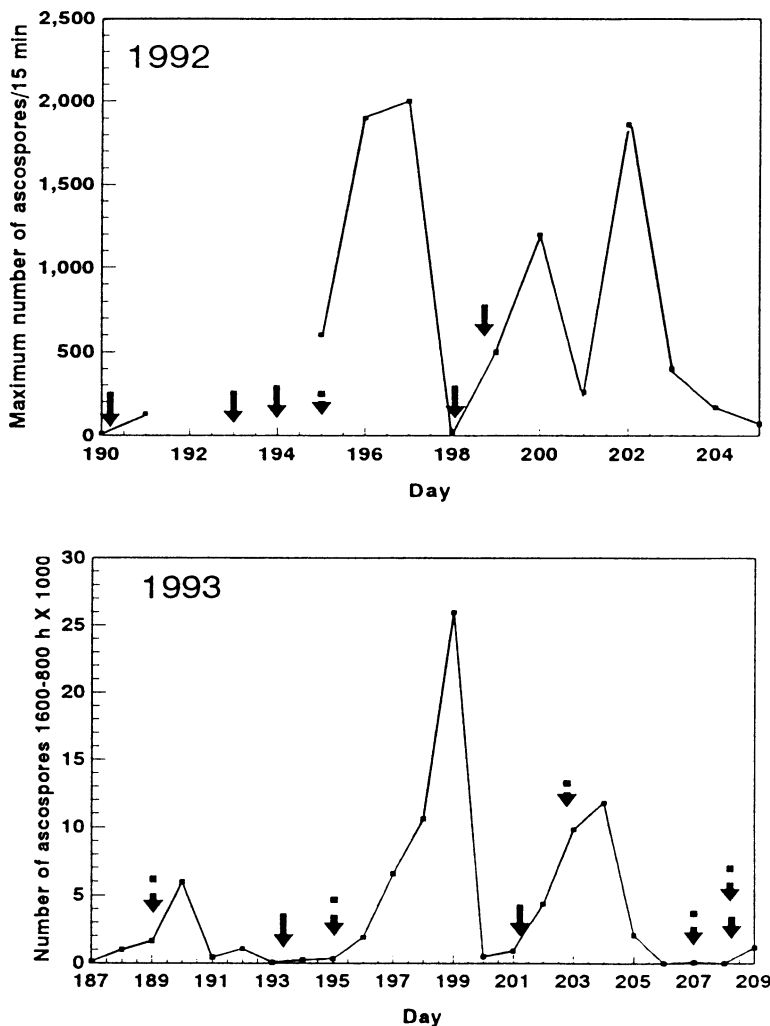 1992
Maximum number of ascospores/15 min
2,500
2,000
1,500
1,000
500
0
190 192 194 196 198 200 202 204
Day
1993
Number of ascospores 1600-800 h X 1000
30
25
20
15
10
5
0
187 189 191 193 195 197 199 201 203 205 207 209
Day